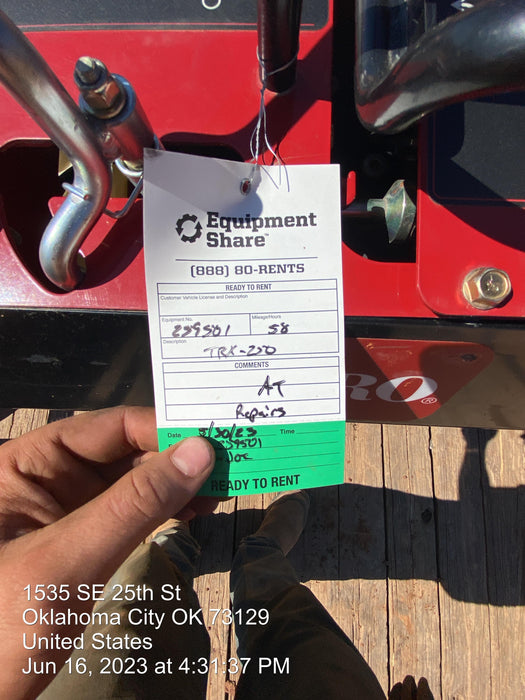 Equipment
Share™
(888) 80-RENTS
READY TO RENT
Customer Vehicle License and Description
Equipment No. Mileage/Hours
259501 58
Description
TRX-250
COMMENTS
AT
Repairs
Date 5/30/23 Time
259501
Joe
READY TO RENT
RO®
1535 SE 25th St
Oklahoma City OK 73129
United States
Jun 16, 2023 at 4:31:37 PM